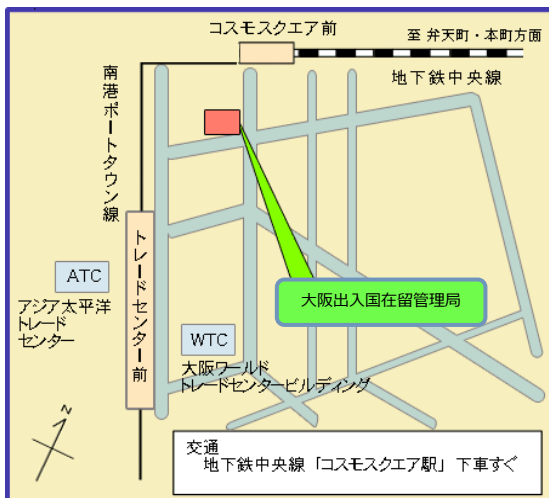 コスモスクエア前
至 弁天町・本町方面
地下鉄中央線
南港ポートタウン線
トレードセンター前
ATC
アジア太平洋
トレード
センター
大阪出入国在留管理局
WTC
大阪ワールド
トレードセンタービルディング
N
交通
地下鉄中央線「コスモスクエア駅」下車すぐ